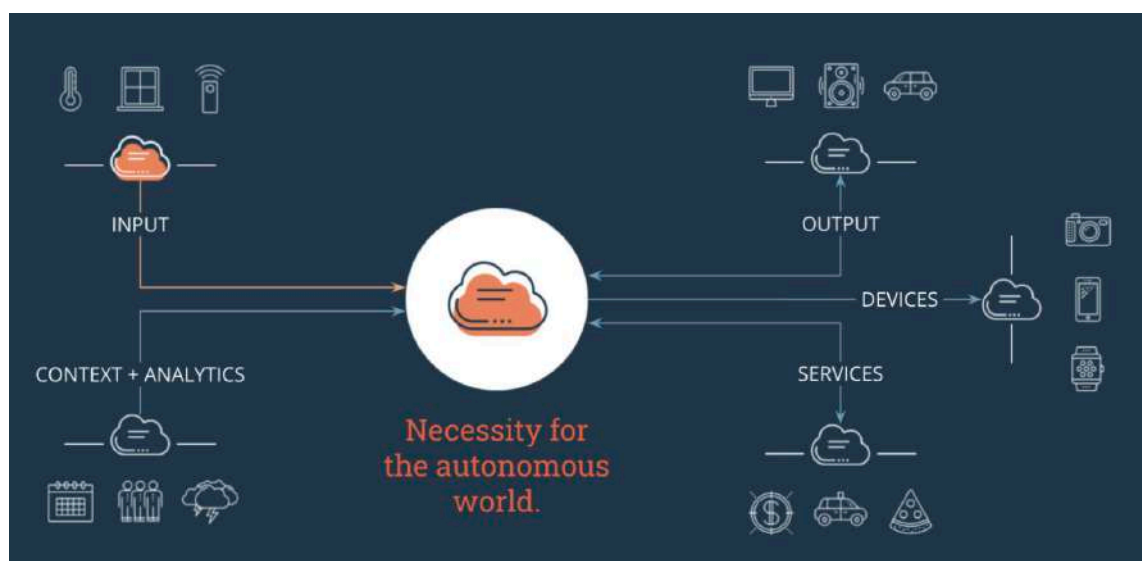 INPUT
OUTPUT
DEVICES
CONTEXT + ANALYTICS
SERVICES
Necessity for
the autonomous
world.